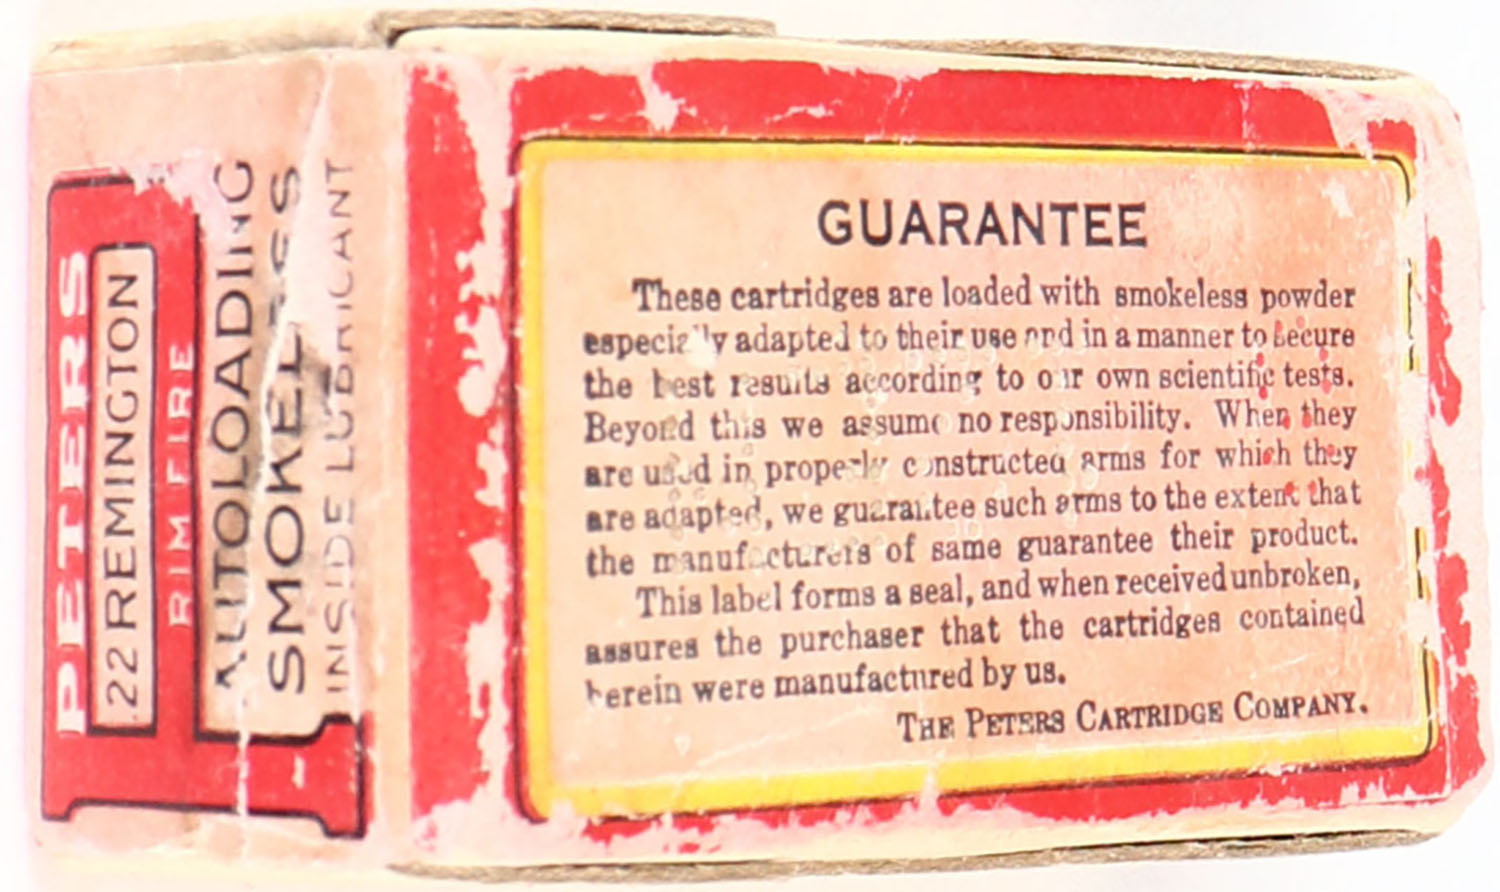 PETERS
.22 REMINGTON
RIM FIRE
AUTOLOADING
SMOKELESS
INSIDE LUBRICANT
GUARANTEE
These cartridges are loaded with smokeless powder
especially adapted to their use and in a manner to secure
the best results according to our own scientific tests.
Beyond this we assume no responsibility. When they
are used in properly constructed arms for which they
are adapted, we guarantee such arms to the extent that
the manufacturers of same guarantee their product.
This label forms a seal, and when received unbroken,
assures the purchaser that the cartridges contained
herein were manufactured by us.
THE PETERS CARTRIDGE COMPANY.